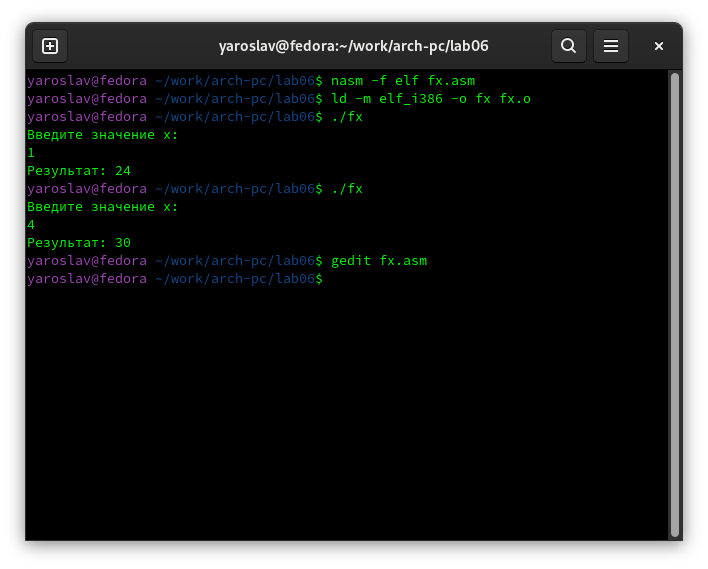 yaroslav@fedora:~/work/arch-pc/lab06
yaroslav@fedora ~/work/arch-pc/lab06$ nasm -f elf fx.asm
yaroslav@fedora ~/work/arch-pc/lab06$ ld -m elf_i386 -o fx fx.o
yaroslav@fedora ~/work/arch-pc/lab06$ ./fx
Введите значение x:
1
Результат: 24
yaroslav@fedora ~/work/arch-pc/lab06$ ./fx
Введите значение x:
4
Результат: 30
yaroslav@fedora ~/work/arch-pc/lab06$ gedit fx.asm
yaroslav@fedora ~/work/arch-pc/lab06$